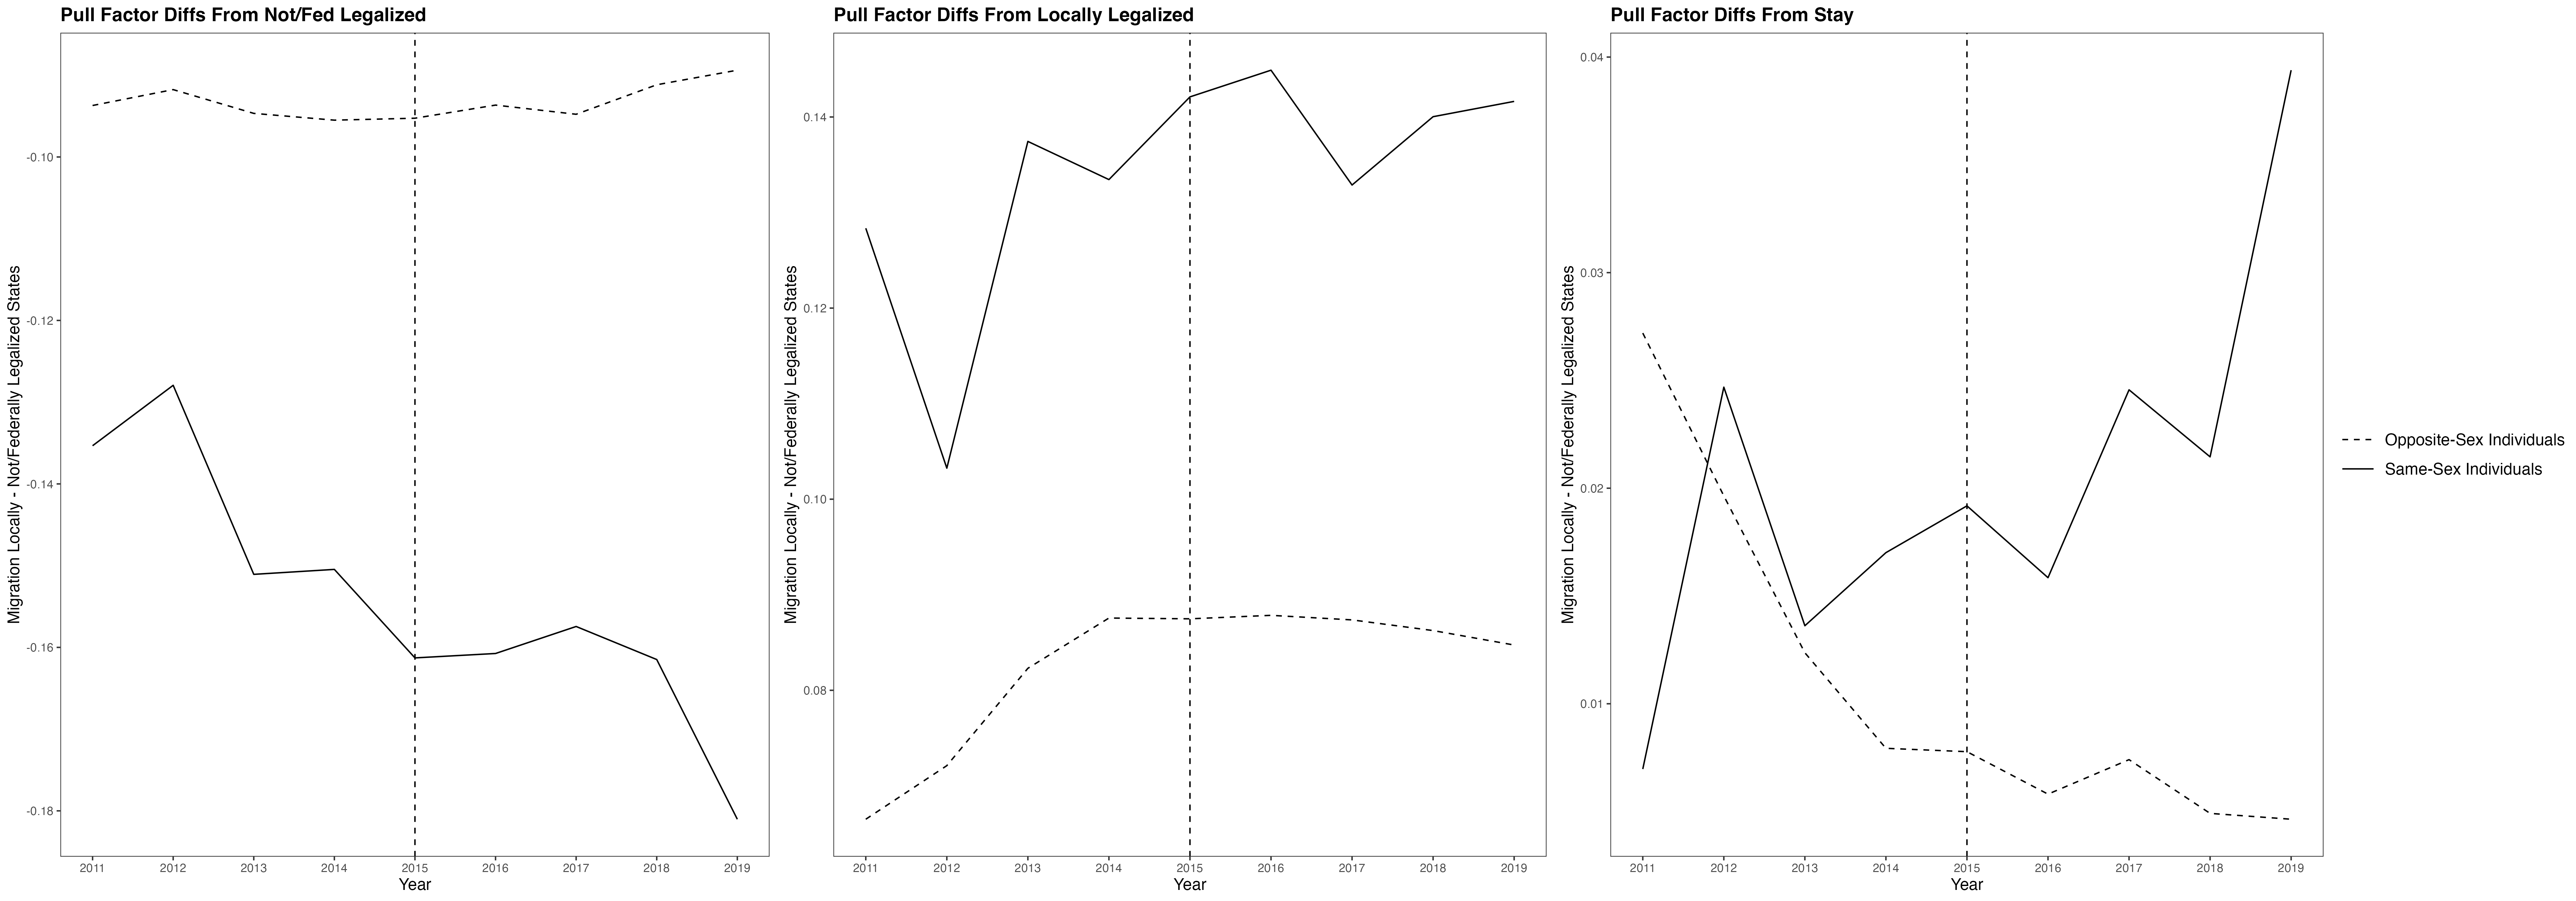 Pull Factor Diffs From Not/Fed Legalized
Migration Locally - Not/Federally Legalized States
-0.10
-0.12
-0.14
-0.16
-0.18
2011 2012 2013 2014 2015 2016 2017 2018 2019
Year
Pull Factor Diffs From Locally Legalized
Migration Locally - Not/Federally Legalized States
0.14
0.12
0.10
0.08
2011 2012 2013 2014 2015 2016 2017 2018 2019
Year
Pull Factor Diffs From Stay
Migration Locally - Not/Federally Legalized States
0.04
0.03
0.02
0.01
2011 2012 2013 2014 2015 2016 2017 2018 2019
Year
Opposite-Sex Individuals
Same-Sex Individuals